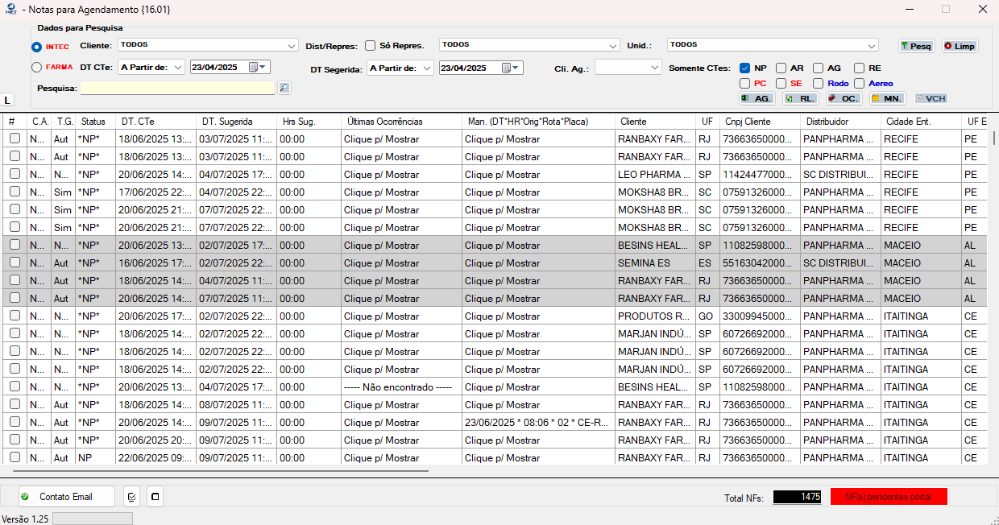 - Notas para Agendamento {16.01}
Dados para Pesquisa
INTEC Cliente: TODOS Dist/Repres: Só Repres. TODOS Unid.: TODOS Pesq Limp
FARMA DT CTe: A Partir de: 23/04/2025 DT Segerida: A Partir de: 23/04/2025 Cli. Ag.: Somente CTes: NP AR AG RE
Pesquisa: PC SE Rodo Aereo
L AG. RL. OC. MN. VCH
# C.A. T.G. Status DT. CTe DT. Sugerida Hrs Sug. Últimas Ocorrências Man. (DT*HR*Orig*Rota*Placa) Cliente UF Cnpj Cliente Distribuidor Cidade Ent. UF E
N... Aut *NP* 18/06/2025 13:... 03/07/2025 11:... 00:00 Clique p/ Mostrar Clique p/ Mostrar RANBAXY FAR... RJ 73663650000... PANPHARMA ... RECIFE PE
N... Aut *NP* 18/06/2025 13:... 03/07/2025 11:... 00:00 Clique p/ Mostrar Clique p/ Mostrar RANBAXY FAR... RJ 73663650000... PANPHARMA ... RECIFE PE
N... N... *NP* 20/06/2025 14:... 04/07/2025 17:... 00:00 Clique p/ Mostrar Clique p/ Mostrar LEO PHARMA ... SP 11424477000... SC DISTRIBUI... RECIFE PE
N... Sim *NP* 17/06/2025 22:... 04/07/2025 22:... 00:00 Clique p/ Mostrar Clique p/ Mostrar MOKSHA8 BR... SC 07591326000... PANPHARMA ... RECIFE PE
N... Sim *NP* 20/06/2025 21:... 07/07/2025 22:... 00:00 Clique p/ Mostrar Clique p/ Mostrar MOKSHA8 BR... SC 07591326000... PANPHARMA ... RECIFE PE
N... Sim *NP* 20/06/2025 21:... 07/07/2025 22:... 00:00 Clique p/ Mostrar Clique p/ Mostrar MOKSHA8 BR... SC 07591326000... PANPHARMA ... RECIFE PE
N... N... *NP* 20/06/2025 13:... 02/07/2025 17:... 00:00 Clique p/ Mostrar Clique p/ Mostrar BESINS HEAL... SP 11082598000... PANPHARMA ... MACEIO AL
N... Aut *NP* 16/06/2025 17:... 02/07/2025 22:... 00:00 Clique p/ Mostrar Clique p/ Mostrar SEMINA ES ES 55163042000... SC DISTRIBUI... MACEIO AL
N... Aut *NP* 18/06/2025 14:... 04/07/2025 11:... 00:00 Clique p/ Mostrar Clique p/ Mostrar RANBAXY FAR... RJ 73663650000... PANPHARMA ... MACEIO AL
N... Aut *NP* 20/06/2025 14:... 07/07/2025 11:... 00:00 Clique p/ Mostrar Clique p/ Mostrar RANBAXY FAR... RJ 73663650000... PANPHARMA ... MACEIO AL
N... N... *NP* 20/06/2025 17:... 02/07/2025 22:... 00:00 Clique p/ Mostrar Clique p/ Mostrar PRODUTOS R... GO 33009945000... PANPHARMA ... ITAITINGA CE
N... N... *NP* 18/06/2025 14:... 02/07/2025 22:... 00:00 Clique p/ Mostrar Clique p/ Mostrar MARJAN INDÚ... SP 60726692000... PANPHARMA ... ITAITINGA CE
N... N... *NP* 18/06/2025 14:... 02/07/2025 22:... 00:00 Clique p/ Mostrar Clique p/ Mostrar MARJAN INDÚ... SP 60726692000... PANPHARMA ... ITAITINGA CE
N... N... *NP* 18/06/2025 14:... 02/07/2025 22:... 00:00 Clique p/ Mostrar Clique p/ Mostrar MARJAN INDÚ... SP 60726692000... PANPHARMA ... ITAITINGA CE
N... N... *NP* 20/06/2025 13:... 04/07/2025 17:... 00:00 ----- Não encontrado ----- Clique p/ Mostrar BESINS HEAL... SP 11082598000... PANPHARMA ... ITAITINGA CE
N... Aut *NP* 18/06/2025 14:... 08/07/2025 11:... 00:00 Clique p/ Mostrar Clique p/ Mostrar RANBAXY FAR... RJ 73663650000... PANPHARMA ... ITAITINGA CE
N... Aut *NP* 20/06/2025 14:... 09/07/2025 11:... 00:00 Clique p/ Mostrar 23/06/2025 * 08:06 * 02 * CE-R... RANBAXY FAR... RJ 73663650000... PANPHARMA ... ITAITINGA CE
N... Aut *NP* 20/06/2025 20:... 09/07/2025 11:... 00:00 Clique p/ Mostrar Clique p/ Mostrar RANBAXY FAR... RJ 73663650000... PANPHARMA ... ITAITINGA CE
N... Aut NP 22/06/2025 09:... 09/07/2025 11:... 00:00 Clique p/ Mostrar Clique p/ Mostrar RANBAXY FAR... RJ 73663650000... PANPHARMA ... ITAITINGA CE
Contato Email Total NFs: 1475 NF(s) pendentes portal
Versão 1.25